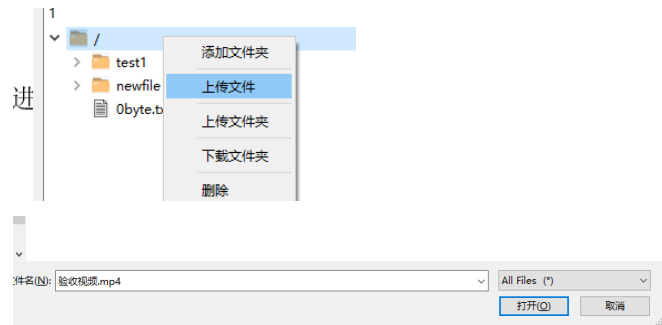 1
/
添加文件夹
test1
newfile
上传文件
进
0byte.tx
上传文件夹
下载文件夹
删除
件名(N): 验收视频.mp4 All Files (*)
打开(O) 取消